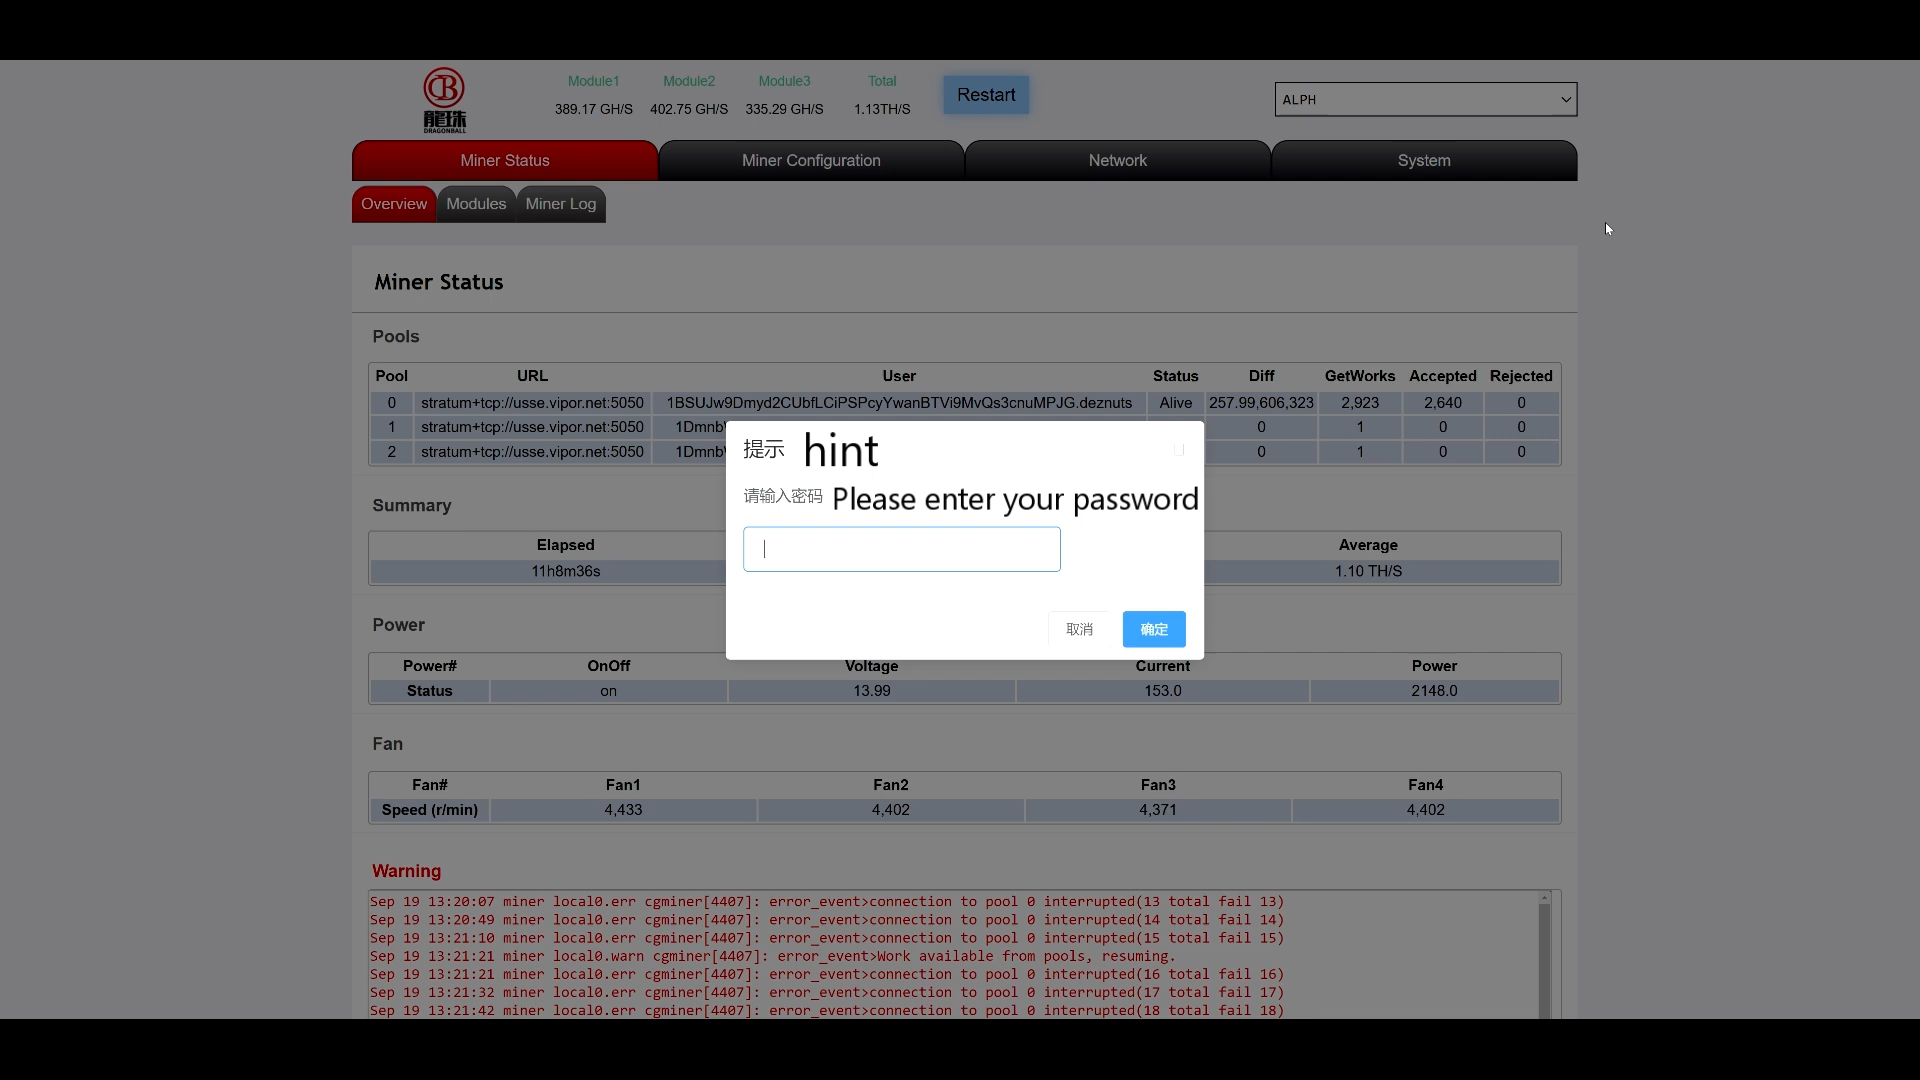 龍珠
DRAGONBALL
Module1 Module2 Module3 Total
389.17 GH/S 402.75 GH/S 335.29 GH/S 1.13TH/S
Restart
ALPH
Miner Status Miner Configuration Network System
Overview Modules Miner Log
Miner Status
Pools
Pool URL User Status Diff GetWorks Accepted Rejected
0 stratum+tcp://usse.vipor.net:5050 1BSUJw9Dmyd2CUbfLCiPSPcyYwanBTVi9MvQs3cnuMPJG.deznuts Alive 257.99,606,323 2,923 2,640 0
1 stratum+tcp://usse.vipor.net:5050 0 1 0 0
2 stratum+tcp://usse.vipor.net:5050 0 1 0 0
提示 hint
请输入密码 Please enter your password
取消 确定
Summary
Elapsed Average
11h8m36s 1.10 TH/S
Power
Power# OnOff Voltage Current Power
Status on 13.99 153.0 2148.0
Fan
Fan# Fan1 Fan2 Fan3 Fan4
Speed (r/min) 4,433 4,402 4,371 4,402
Warning
Sep 19 13:20:07 miner local0.err cgminer[4407]: error_event>connection to pool 0 interrupted(13 total fail 13)
Sep 19 13:20:49 miner local0.err cgminer[4407]: error_event>connection to pool 0 interrupted(14 total fail 14)
Sep 19 13:21:10 miner local0.err cgminer[4407]: error_event>connection to pool 0 interrupted(15 total fail 15)
Sep 19 13:21:21 miner local0.warn cgminer[4407]: error_event>Work available from pools, resuming.
Sep 19 13:21:21 miner local0.err cgminer[4407]: error_event>connection to pool 0 interrupted(16 total fail 16)
Sep 19 13:21:32 miner local0.err cgminer[4407]: error_event>connection to pool 0 interrupted(17 total fail 17)
Sep 19 13:21:42 miner local0.err cgminer[4407]: error_event>connection to pool 0 interrupted(18 total fail 18)